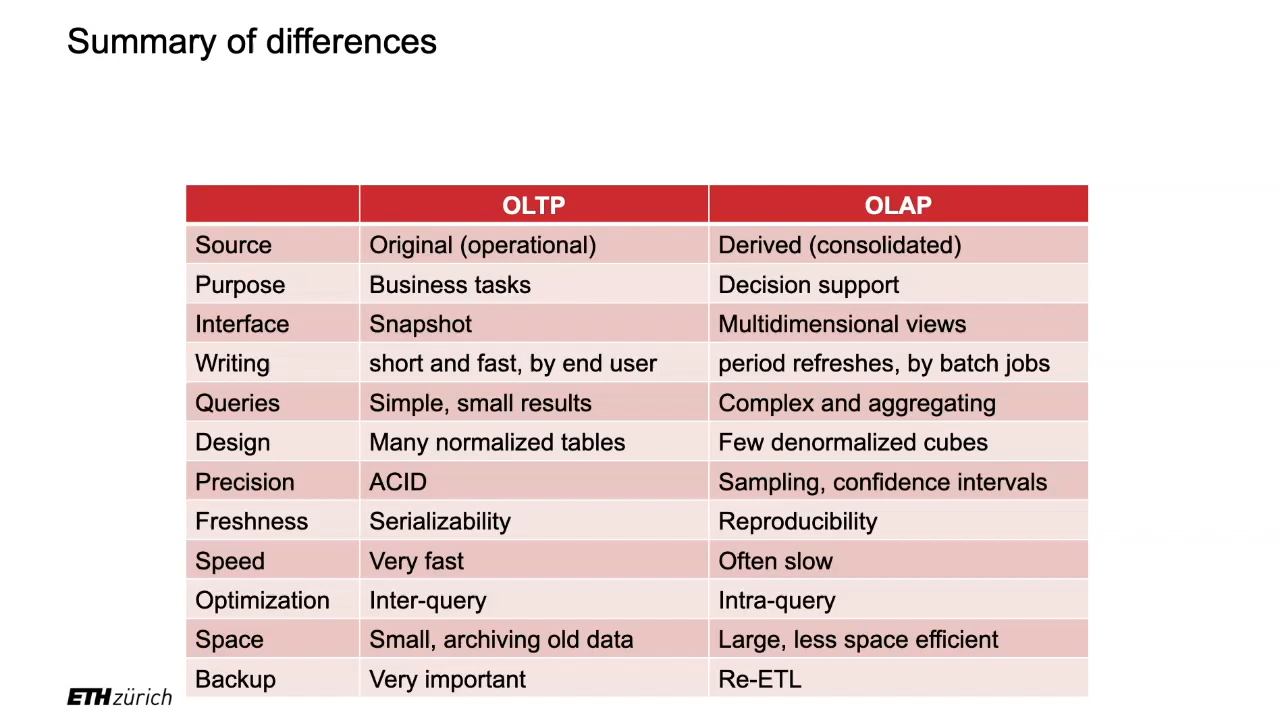 Summary of differences
OLTP OLAP
Source Original (operational) Derived (consolidated)
Purpose Business tasks Decision support
Interface Snapshot Multidimensional views
Writing short and fast, by end user period refreshes, by batch jobs
Queries Simple, small results Complex and aggregating
Design Many normalized tables Few denormalized cubes
Precision ACID Sampling, confidence intervals
Freshness Serializability Reproducibility
Speed Very fast Often slow
Optimization Inter-query Intra-query
Space Small, archiving old data Large, less space efficient
Backup Very important Re-ETL
ETH zürich